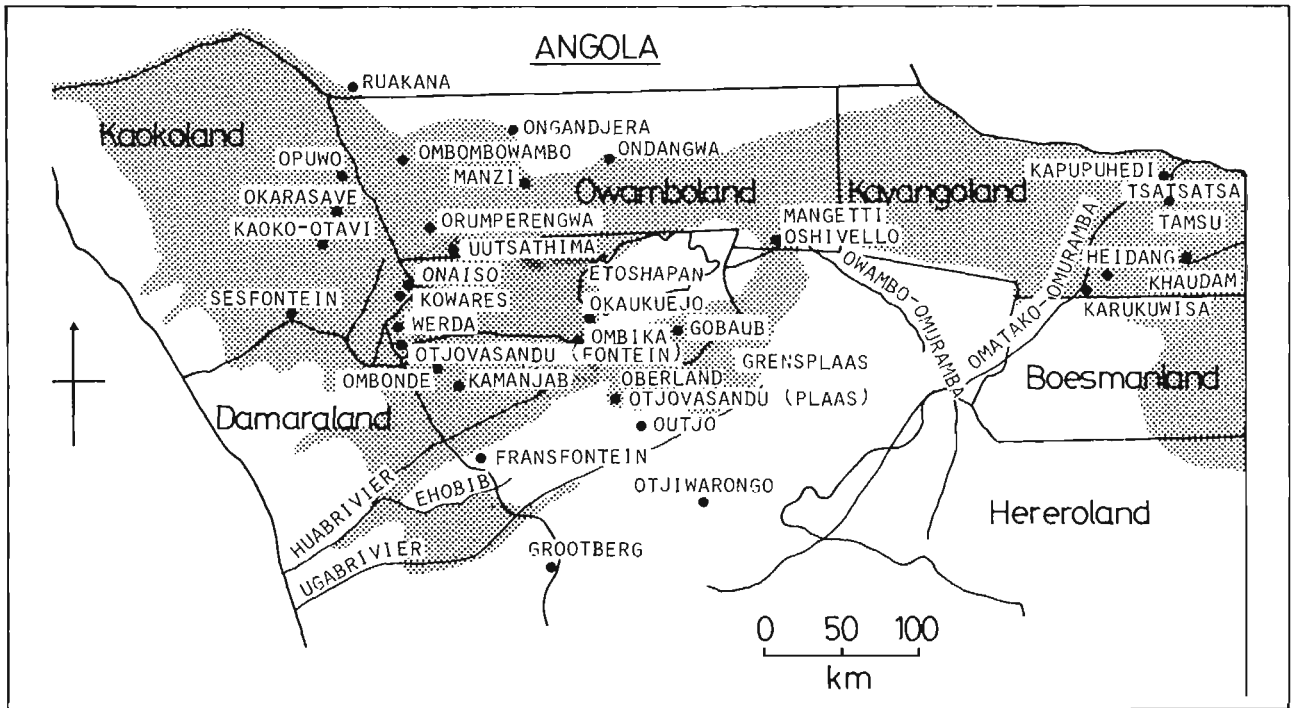 ANGOLA
RUAKANA
Kaokoland
ONGANDJERA
OPUWO
OMBOMBOWAMBO
ONDANGWA
MANZI
Owamboland
Kavangoland
KAPUPUHEDI
TSATSATSA
TAMSU
OKARASAVE
KAOKO-OTAVI
ORUMPERENGWA
UUTSATHIMA
MANGETTI
OSHIVELLO
ETOSHAPAN
ONAISO
OWAMBO-OMURAMBA
OMATAKO-OMURAMBA
HEIDANG
KHAUDAM
KARUKUWISA
SESFONTEIN
KOWARES
OKAUKUEJO
WERDA
OMBIKA
GOBAUB
OTJOVASANDU (FONTEIN)
GRENSPLAAS
OMBONDE
KAMANJAB
OBERLAND
OTJOVASANDU (PLAAS)
Boesmanland
Damaraland
OUTJO
FRANSFONTEIN
EHOBIB
OTJIWARONGO
Hereroland
HUABRIVIER
UGABRIVIER
GROOTBERG
0 50 100
km